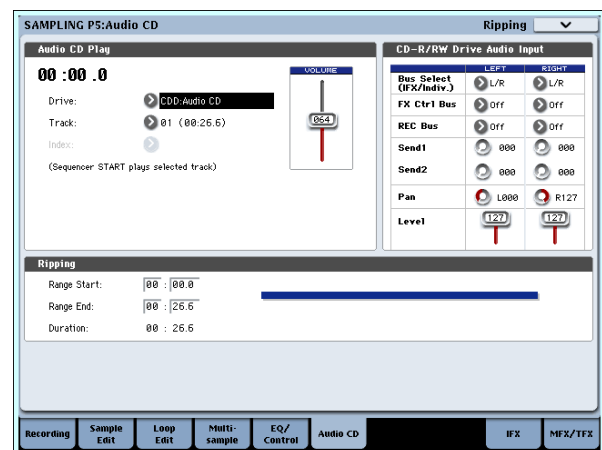 SAMPLING P5:Audio CD
Ripping
Audio CD Play
00 :00 .0
Drive:
CDD:Audio CD
Track:
01 (00:26.6)
Index:
(Sequencer START plays selected track)
VOLUME
064
CD-R/RW Drive Audio Input
LEFT RIGHT
Bus Select
(IFX/Indiv.)
L/R L/R
FX Ctrl Bus Off Off
REC Bus Off Off
Send1 000 000
Send2 000 000
Pan L000 R127
Level 127 127
Ripping
Range Start: 00 : 00.0
Range End: 00 : 26.6
Duration: 00 : 26.6
Recording
Sample
Edit
Loop
Edit
Multi-
sample
EQ/
Control
Audio CD
IFX
MFX/TFX